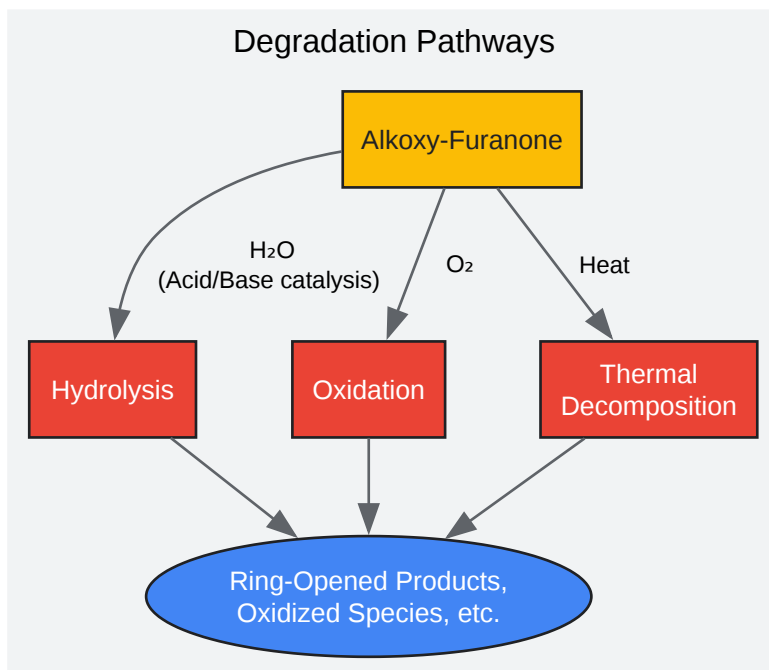 Degradation Pathways
Alkoxy-Furanone
H₂O
(Acid/Base catalysis)
O₂
Heat
Hydrolysis
Oxidation
Thermal
Decomposition
Ring-Opened Products,
Oxidized Species, etc.